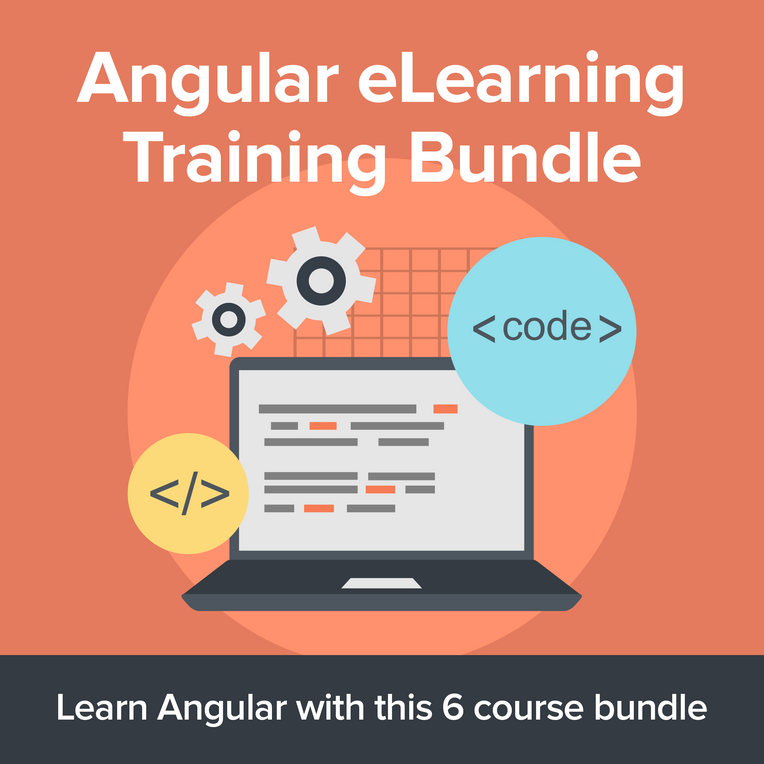 Angular eLearning
Training Bundle
<code>
</>
Learn Angular with this 6 course bundle